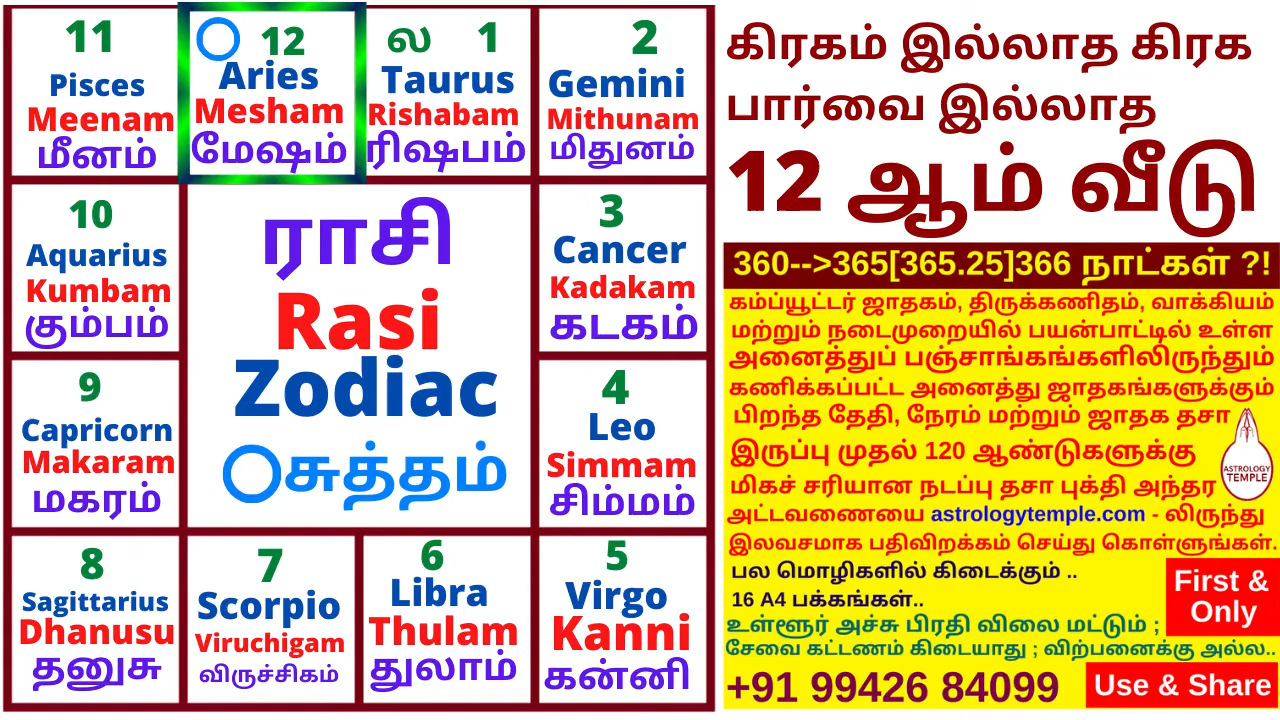 11
Pisces
Meenam
மீனம்
12
Aries
Mesham
மேஷம்
ல 1
Taurus
Rishabam
ரிஷபம்
2
Gemini
Mithunam
மிதுனம்
10
Aquarius
Kumbam
கும்பம்
ராசி
Rasi
Zodiac
சுத்தம்
3
Cancer
Kadakam
கடகம்
9
Capricorn
Makaram
மகரம்
4
Leo
Simmam
சிம்மம்
8
Sagittarius
Dhanusu
தனுசு
7
Scorpio
Viruchigam
விருச்சிகம்
6
Libra
Thulam
துலாம்
5
Virgo
Kanni
கன்னி
கிரகம் இல்லாத கிரக
பார்வை இல்லாத
12 ஆம் வீடு
360-->365[365.25]366 நாட்கள் ?!
கம்ப்யூட்டர் ஜாதகம், திருக்கணிதம், வாக்கியம்
மற்றும் நடைமுறையில் பயன்பாட்டில் உள்ள
அனைத்துப் பஞ்சாங்கங்களிலிருந்தும்
கணிக்கப்பட்ட அனைத்து ஜாதகங்களுக்கும்
பிறந்த தேதி, நேரம் மற்றும் ஜாதக தசா
இருப்பு முதல் 120 ஆண்டுகளுக்கு
மிகச் சரியான நடப்பு தசா புக்தி அந்தர
அட்டவணையை astrologytemple.com - லிருந்து
இலவசமாக பதிவிறக்கம் செய்து கொள்ளுங்கள்.
ASTROLOGY
TEMPLE
பல மொழிகளில் கிடைக்கும் ..
16 A4 பக்கங்கள்..
First &
Only
உள்ளூர் அச்சு பிரதி விலை மட்டும் ;
சேவை கட்டணம் கிடையாது ; விற்பனைக்கு அல்ல..
+91 99426 84099
Use & Share